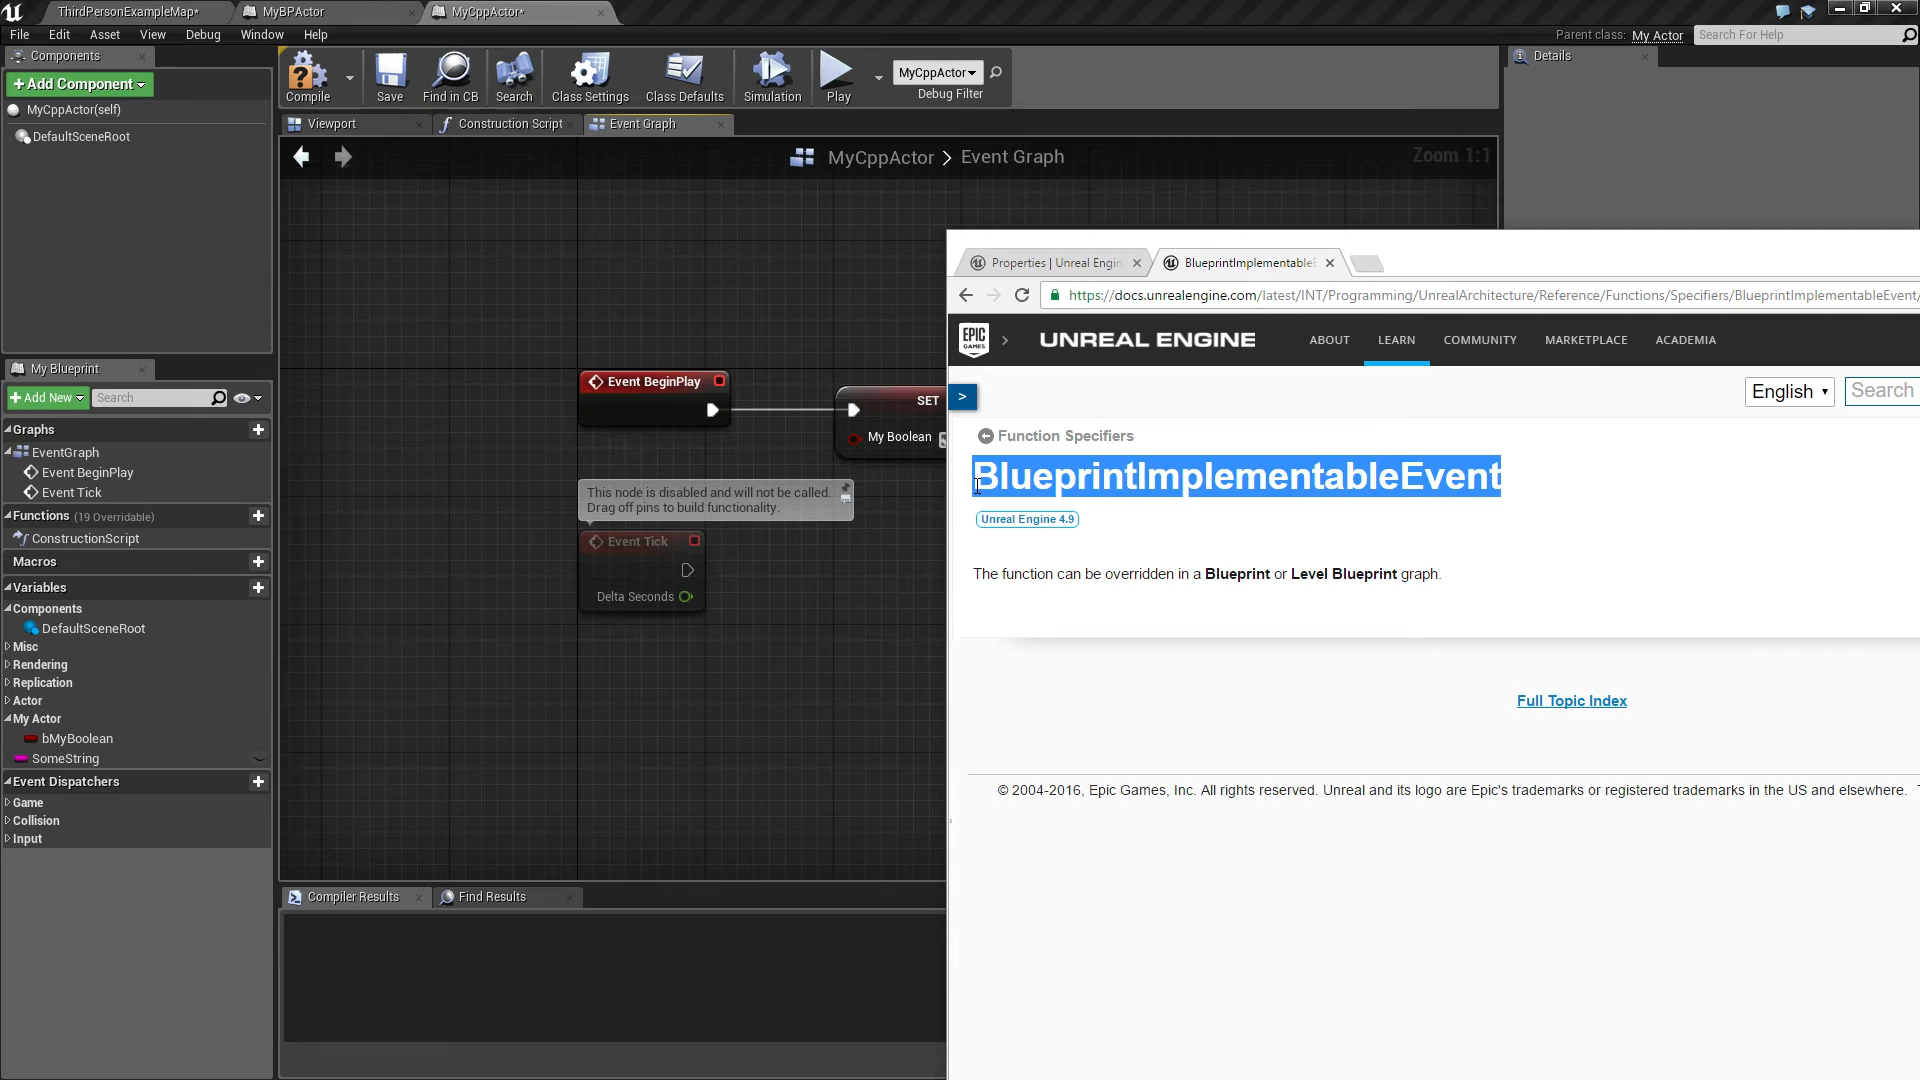 ThirdPersonExampleMap*
MyBPActor
MyCppActor*
File Edit Asset View Debug Window Help
Parent class: My Actor
Search For Help
Components
Details
+Add Component
Compile
Save
Find in CB
Search
Class Settings
Class Defaults
Simulation
Play
MyCppActor
Debug Filter
MyCppActor(self)
DefaultSceneRoot
Viewport
Construction Script
Event Graph
MyCppActor > Event Graph
Zoom 1:1
Properties | Unreal Engin
BlueprintImplementableE
https://docs.unrealengine.com/latest/INT/Programming/UnrealArchitecture/Reference/Functions/Specifiers/BlueprintImplementableEvent/
EPIC GAMES
UNREAL ENGINE
ABOUT LEARN COMMUNITY MARKETPLACE ACADEMIA
English
Search
Function Specifiers
BlueprintImplementableEvent
Unreal Engine 4.9
The function can be overridden in a Blueprint or Level Blueprint graph.
Full Topic Index
© 2004-2016, Epic Games, Inc. All rights reserved. Unreal and its logo are Epic's trademarks or registered trademarks in the US and elsewhere.
Event BeginPlay
SET
My Boolean
This node is disabled and will not be called.
Drag off pins to build functionality.
Event Tick
Delta Seconds
My Blueprint
+Add New
Search
Graphs
EventGraph
Event BeginPlay
Event Tick
Functions (19 Overridable)
ConstructionScript
Macros
Variables
Components
DefaultSceneRoot
Misc
Rendering
Replication
Actor
My Actor
bMyBoolean
SomeString
Event Dispatchers
Game
Collision
Input
Compiler Results
Find Results